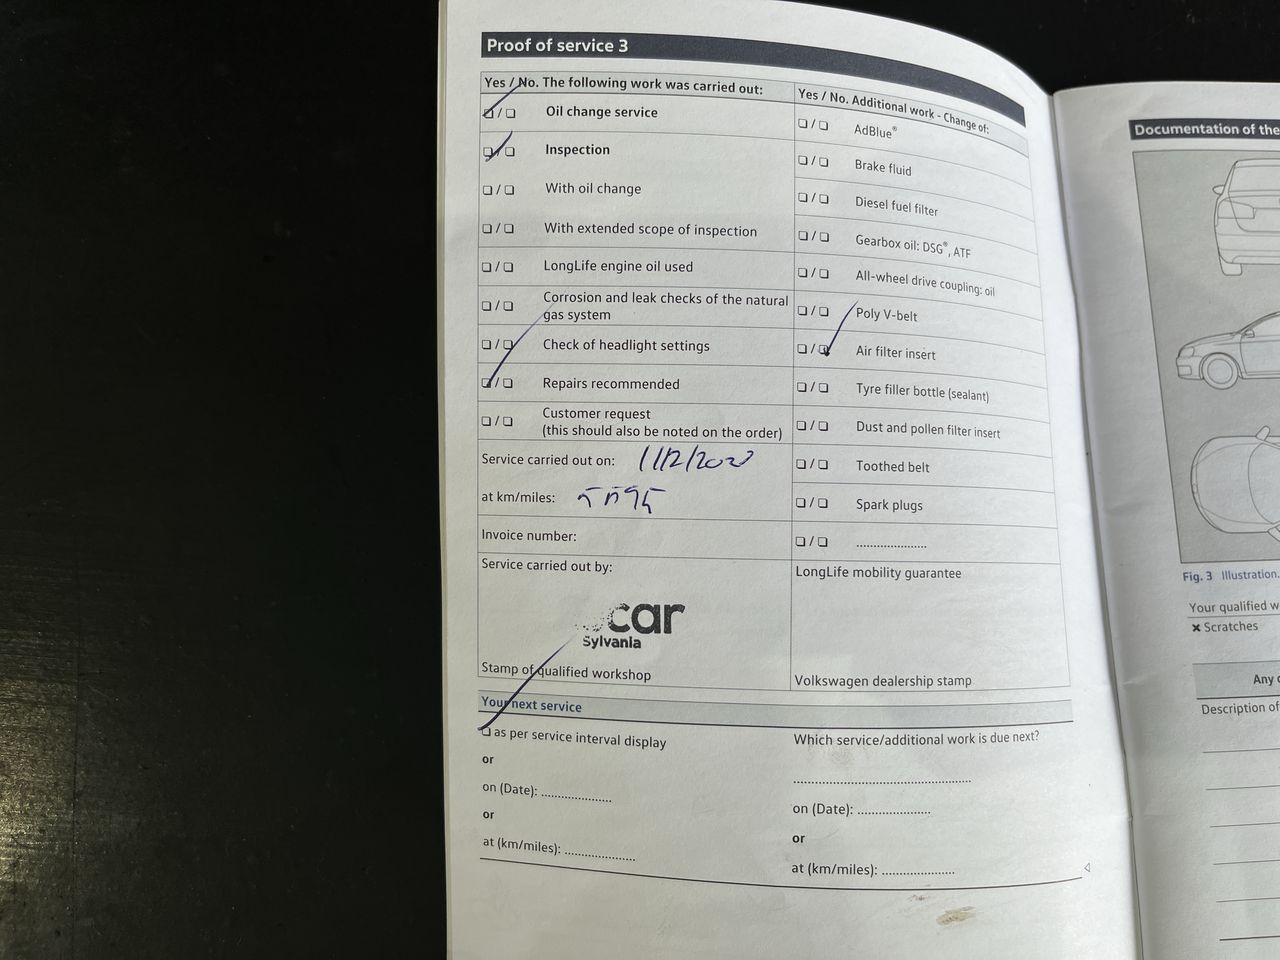 Proof of service 3
Yes / No. The following work was carried out:
Oil change service
Inspection
With oil change
With extended scope of inspection
LongLife engine oil used
Corrosion and leak checks of the natural
gas system
Check of headlight settings
Repairs recommended
Customer request
(this should also be noted on the order)
Service carried out on:
at km/miles:
Invoice number:
Service carried out by:
car
Sylvania
Stamp of qualified workshop
Yes / No. Additional work - Change of:
AdBlue®
Brake fluid
Diesel fuel filter
Gearbox oil: DSG®, ATF
All-wheel drive coupling: oil
Poly V-belt
Air filter insert
Tyre filler bottle (sealant)
Dust and pollen filter insert
Toothed belt
Spark plugs
....................
LongLife mobility guarantee
Volkswagen dealership stamp
Your next service
as per service interval display
or
on (Date): ....................
or
at (km/miles): ....................
Which service/additional work is due next?
..................................................
on (Date): ....................
or
at (km/miles): ....................
Documentation of the
Fig. 3 Illustration.
Your qualified
× Scratches
Any
Description of